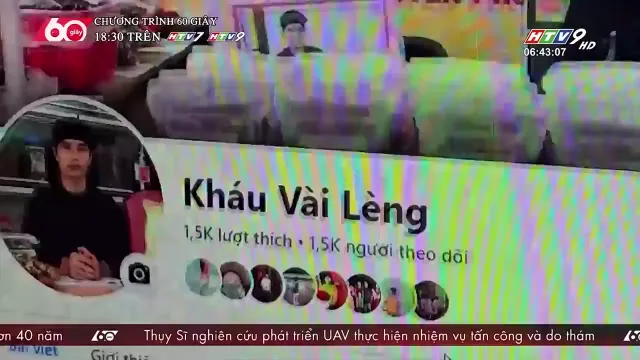 60 giây
CHƯƠNG TRÌNH 60 GIÂY
18:30 TRÊN HTV7 HTV9
HTV9 HD
06:43:07
Kháu Vài Lèng
1,5K lượt thích • 1,5K người theo dõi
ơn 40 năm 60 Thụy Sĩ nghiên cứu phát triển UAV thực hiện nhiệm vụ tấn công và do thám
Giới